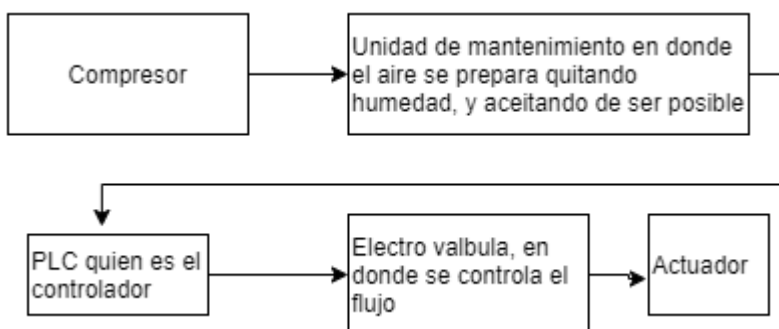 Compresor
Unidad de mantenimiento en donde
el aire se prepara quitando
humedad, y aceitando de ser posible
PLC quien es el
controlador
Electro valbula, en
donde se controla el
flujo
Actuador